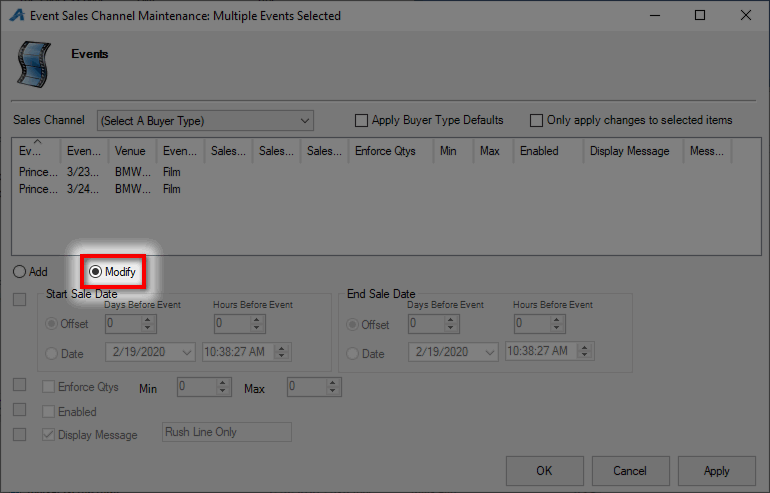 Event Sales Channel Maintenance: Multiple Events Selected
Events
Sales Channel (Select A Buyer Type) Apply Buyer Type Defaults Only apply changes to selected items
Ev... Even... Venue Even... Sales... Sales... Sales... Enforce Qtys Min Max Enabled Display Message Mess...
Prince... 3/23... BMW... Film
Prince... 3/24... BMW... Film
Add Modify
Start Sale Date End Sale Date
Days Before Event Hours Before Event Days Before Event Hours Before Event
Offset 0 0 Offset 0 0
Date 2/19/2020 10:38:27 AM Date 2/19/2020 10:38:27 AM
Enforce Qtys Min 0 Max 0
Enabled
Display Message Rush Line Only
OK Cancel Apply